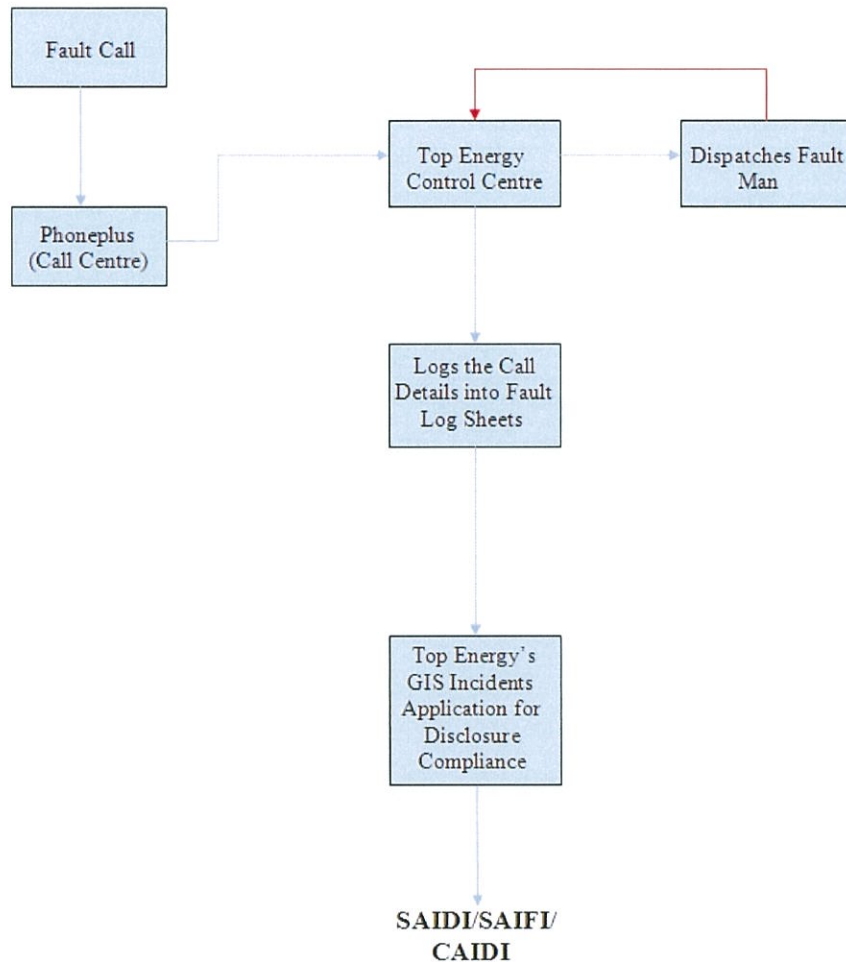 Fault Call
Phoneplus
(Call Centre)
Top Energy
Control Centre
Dispatches Fault
Man
Logs the Call
Details into Fault
Log Sheets
Top Energy's
GIS Incidents
Application for
Disclosure
Compliance
SAIDI/SAIFI/
CAIDI